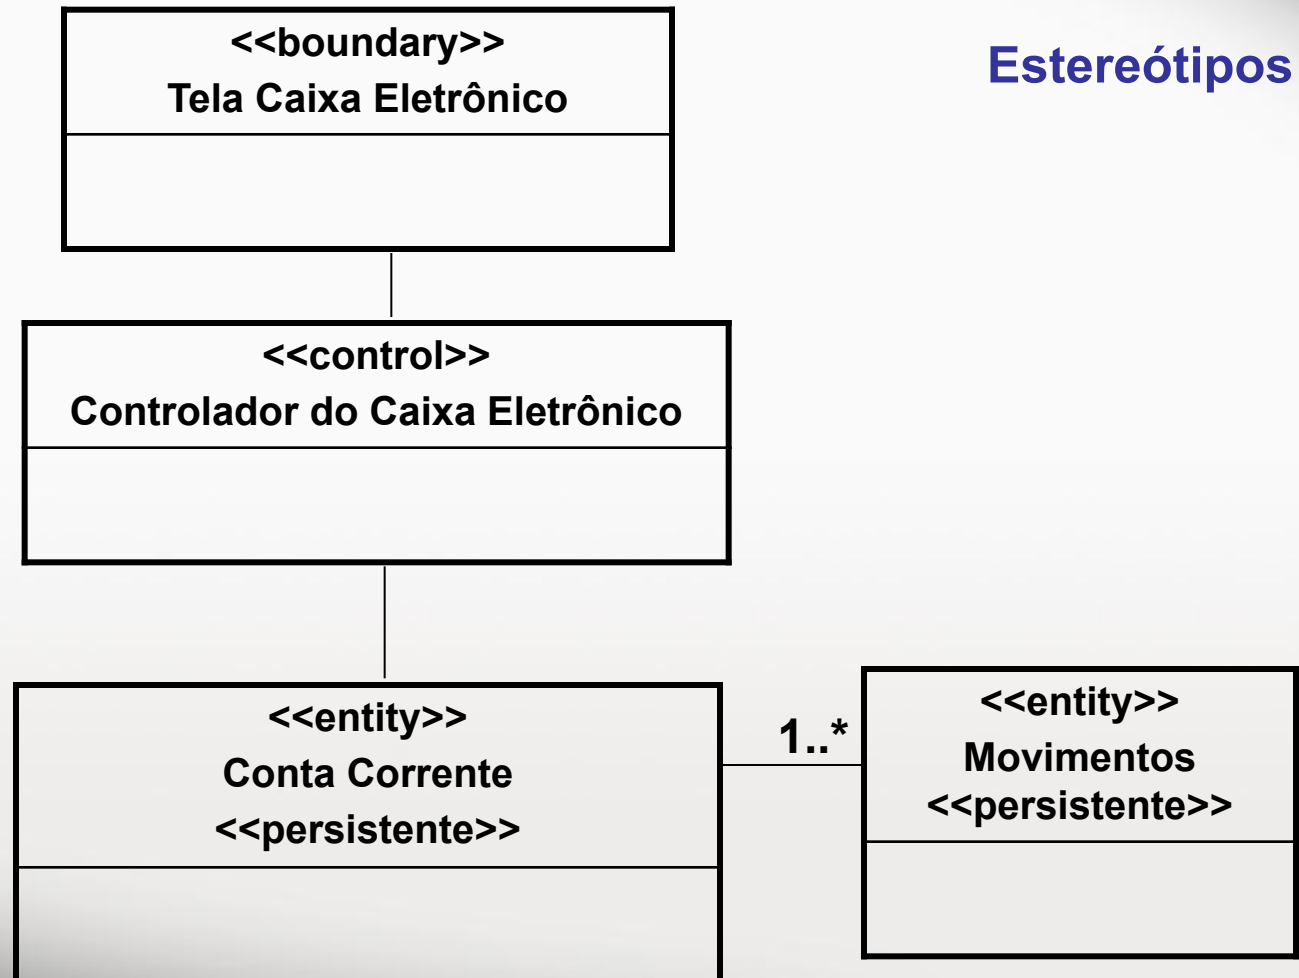 <<boundary>>
Tela Caixa Eletrônico
Estereótipos
<<control>>
Controlador do Caixa Eletrônico
<<entity>>
Conta Corrente
<<persistente>>
1..*
<<entity>>
Movimentos
<<persistente>>